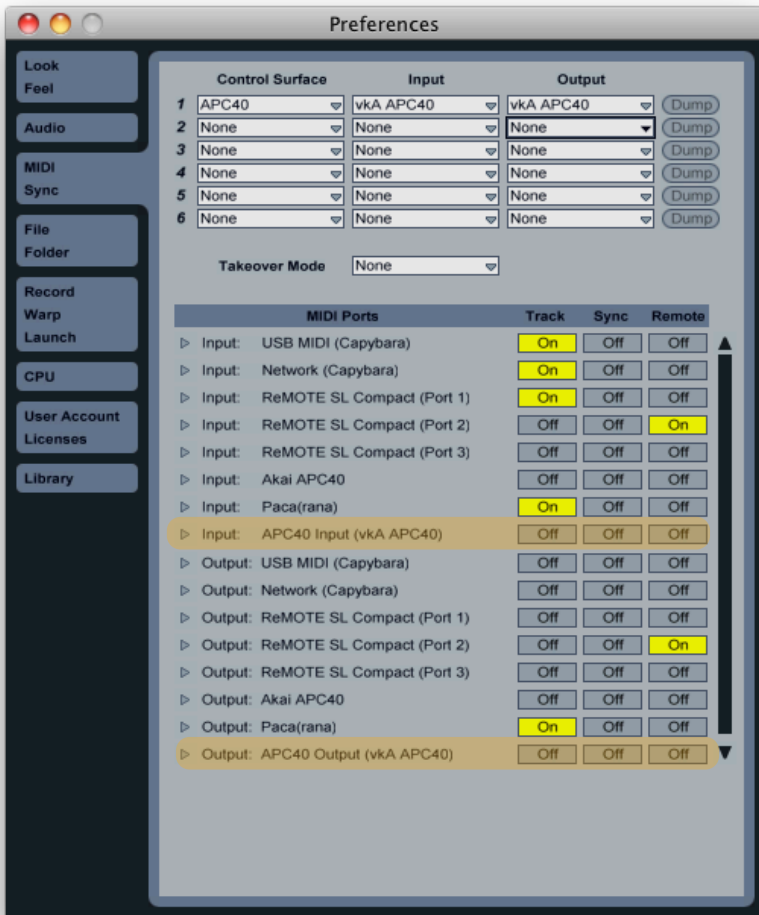 Preferences
Look
Feel
Audio
MIDI
Sync
File
Folder
Record
Warp
Launch
CPU
User Account
Licenses
Library
Control Surface Input Output
1 APC40 vkA APC40 vkA APC40 Dump
2 None None None Dump
3 None None None Dump
4 None None None Dump
5 None None None Dump
6 None None None Dump
Takeover Mode None
MIDI Ports Track Sync Remote
Input: USB MIDI (Capybara) On Off Off
Input: Network (Capybara) On Off Off
Input: ReMOTE SL Compact (Port 1) On Off Off
Input: ReMOTE SL Compact (Port 2) Off Off On
Input: ReMOTE SL Compact (Port 3) Off Off Off
Input: Akai APC40 Off Off Off
Input: Paca(rana) On Off Off
Input: APC40 Input (vkA APC40) Off Off Off
Output: USB MIDI (Capybara) Off Off Off
Output: Network (Capybara) Off Off Off
Output: ReMOTE SL Compact (Port 1) Off Off Off
Output: ReMOTE SL Compact (Port 2) Off Off On
Output: ReMOTE SL Compact (Port 3) Off Off Off
Output: Akai APC40 Off Off Off
Output: Paca(rana) On Off Off
Output: APC40 Output (vkA APC40) Off Off Off